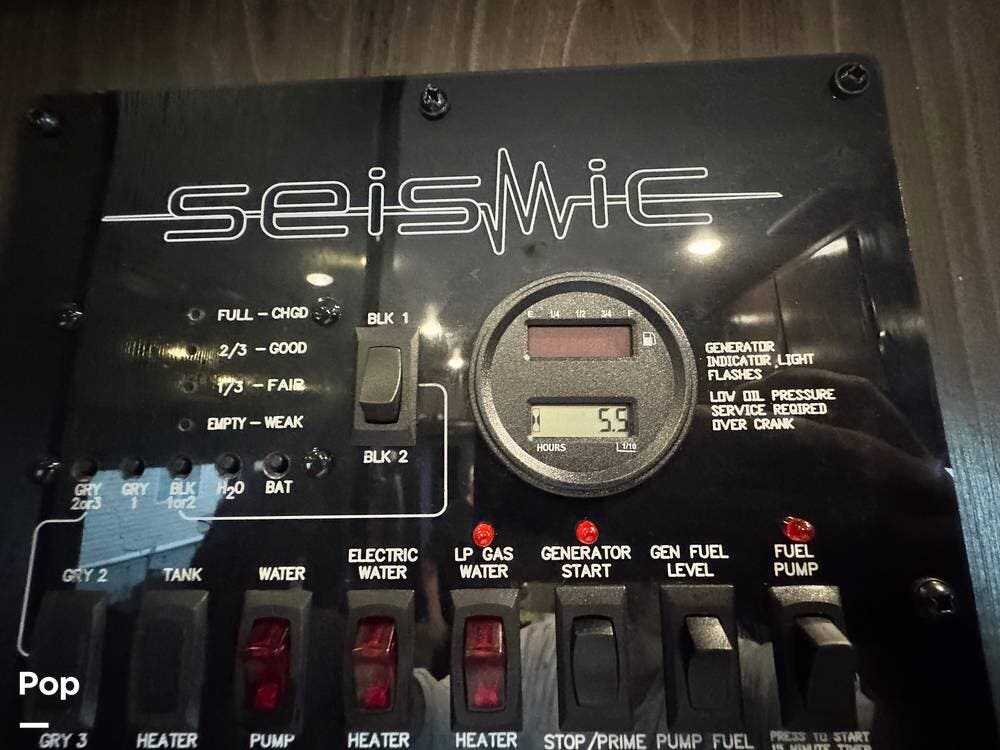 seismic
FULL – CHGD
2/3 – GOOD
1/3 – FAIR
EMPTY – WEAK
BLK 1
BLK 2
E 1/4 1/2 3/4 F
5.5
HOURS 1/10
GENERATOR
INDICATOR LIGHT
FLASHES
LOW OIL PRESSURE
SERVICE REQIRED
OVER CRANK
GRY
2or3
GRY
1
BLK
1or2
H2O
BAT
GRY 2
TANK
WATER
ELECTRIC
WATER
LP GAS
WATER
GENERATOR
START
GEN FUEL
LEVEL
FUEL
PUMP
GRY 3
HEATER
PUMP
HEATER
HEATER
STOP/PRIME
PUMP FUEL
PRESS TO START
Pop